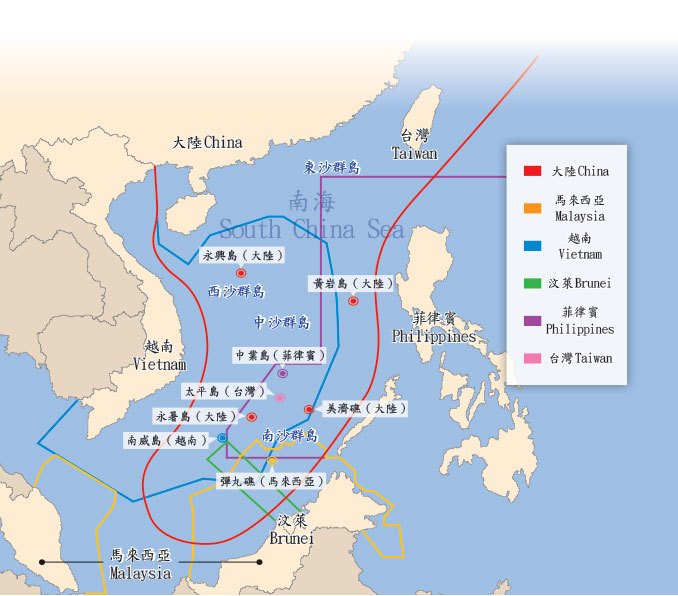 大陸China
台灣
Taiwan
東沙群島
南海
South China Sea
永興島（大陸）
西沙群島
黃岩島（大陸）
中沙群島
菲律賓
Philippines
越南
Vietnam
中業島（菲律賓）
太平島（台灣）
永暑島（大陸）
美濟礁（大陸）
南威島（越南）
南沙群島
彈丸礁（馬來西亞）
汶萊
Brunei
馬來西亞
Malaysia
大陸China
馬來西亞
Malaysia
越南
Vietnam
汶萊Brunei
菲律賓
Philippines
台灣Taiwan